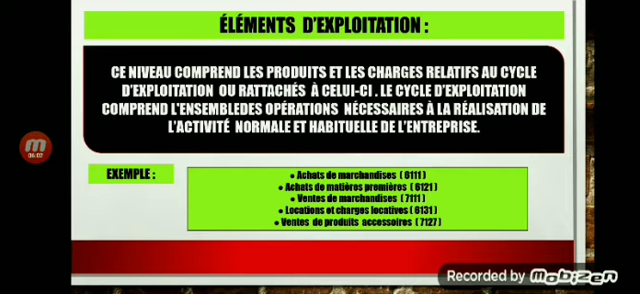 ÉLÉMENTS D'EXPLOITATION :
CE NIVEAU COMPREND LES PRODUITS ET LES CHARGES RELATIFS AU CYCLE
D'EXPLOITATION OU RATTACHÉS À CELUI-CI . LE CYCLE D'EXPLOITATION
COMPREND L'ENSEMBLEDES OPÉRATIONS NÉCESSAIRES À LA RÉALISATION DE
L'ACTIVITÉ NORMALE ET HABITUELLE DE L'ENTREPRISE.
04:02
EXEMPLE :
● Achats de marchandises ( 6111 )
● Achats de matières premières ( 6121 )
● Ventes de marchandises ( 7111 )
● Locations et charges locatives ( 6131 )
● Ventes de produits accessoires ( 7127 )
Recorded by mobizen